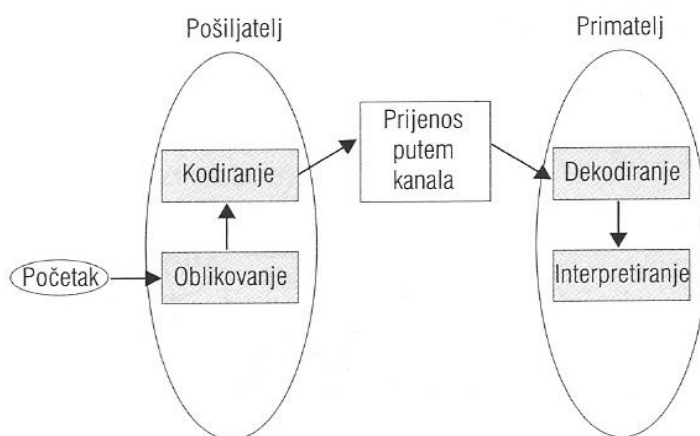 Pošiljatelj
Primatelj
Kodiranje
Prijenos
putem
kanala
Dekodiranje
Početak
Oblikovanje
Interpretiranje